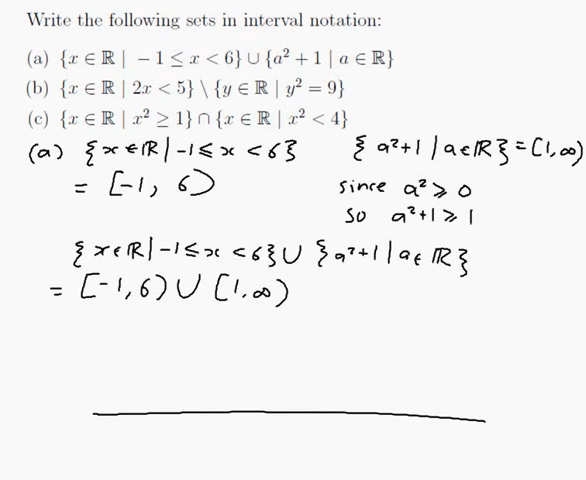 Write the following sets in interval notation:
(a) {x ∈ ℝ | − 1 ≤ x < 6} ∪ {a² + 1 | a ∈ ℝ}
(b) {x ∈ ℝ | 2x < 5} \ {y ∈ ℝ | y² = 9}
(c) {x ∈ ℝ | x² ≥ 1} ∩ {x ∈ ℝ | x² < 4}
(a) {x ∈ ℝ | -1 ≤ x < 6} { a²+1 | a ∈ ℝ } = [1, ∞)
= [-1, 6) since a² ≥ 0
so a²+1 ≥ 1
{x ∈ ℝ | -1 ≤ x < 6} ∪ {a²+1 | a ∈ ℝ}
= [-1, 6) ∪ [1, ∞)